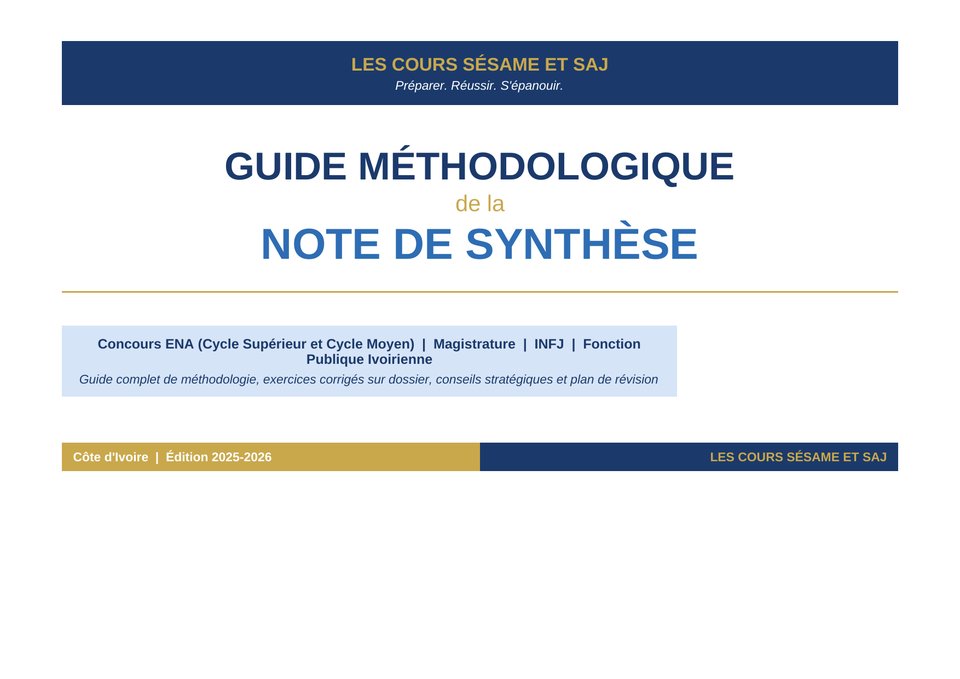 LES COURS SÉSAME ET SAJ
Préparer. Réussir. S'épanouir.
GUIDE MÉTHODOLOGIQUE
de la
NOTE DE SYNTHÈSE
Concours ENA (Cycle Supérieur et Cycle Moyen) | Magistrature | INFJ | Fonction
Publique Ivoirienne
Guide complet de méthodologie, exercices corrigés sur dossier, conseils stratégiques et plan de révision
Côte d'Ivoire | Édition 2025-2026
LES COURS SÉSAME ET SAJ